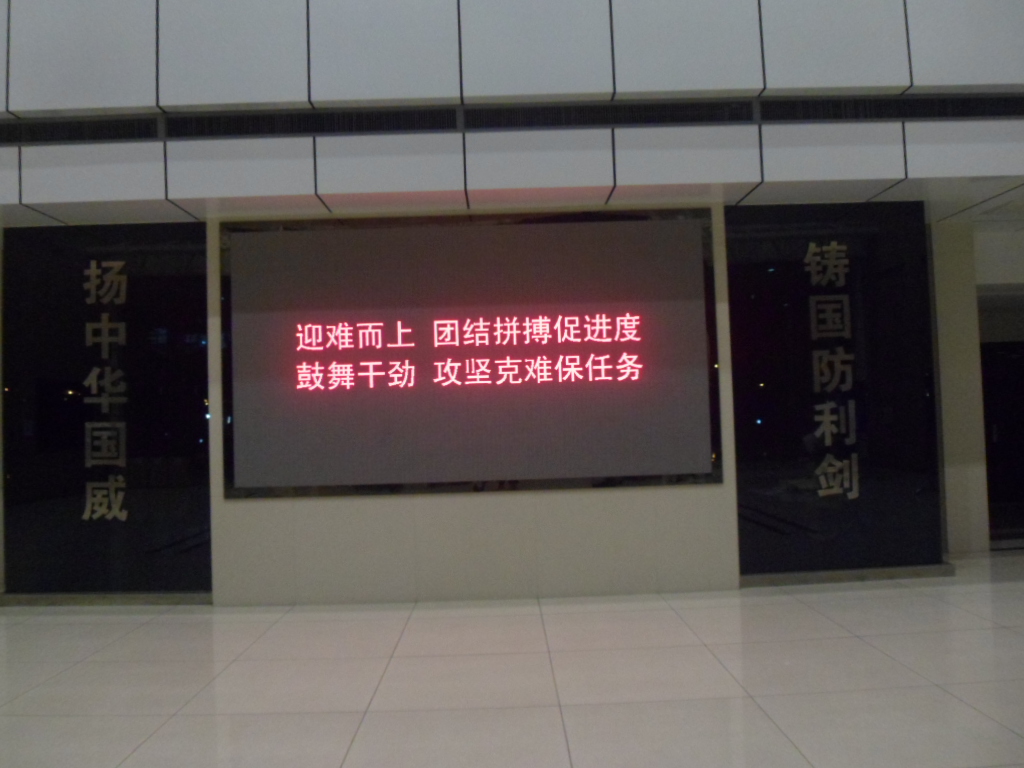 扬中华国威
迎难而上 团结拼搏促进度
鼓舞干劲 攻坚克难保任务
铸国防利剑